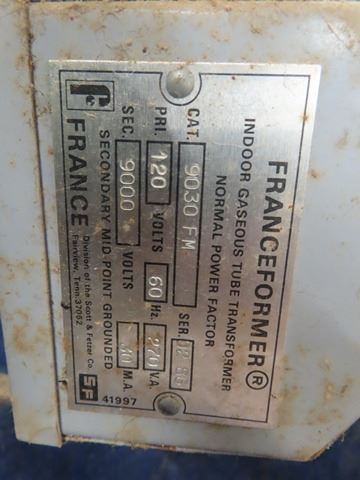 FRANCEFORMER®
INDOOR GASEOUS TUBE TRANSFORMER
NORMAL POWER FACTOR
CAT. 9030 FM SER 12 86
PRI. 120 VOLTS 60 Hz 270 V.A.
SEC. 9000 VOLTS 30 M.A.
SECONDARY MID POINT GROUNDED
FRANCE
Division of the Scott & Fetzer Co.
Fairview, Tenn. 37062
SF
41997